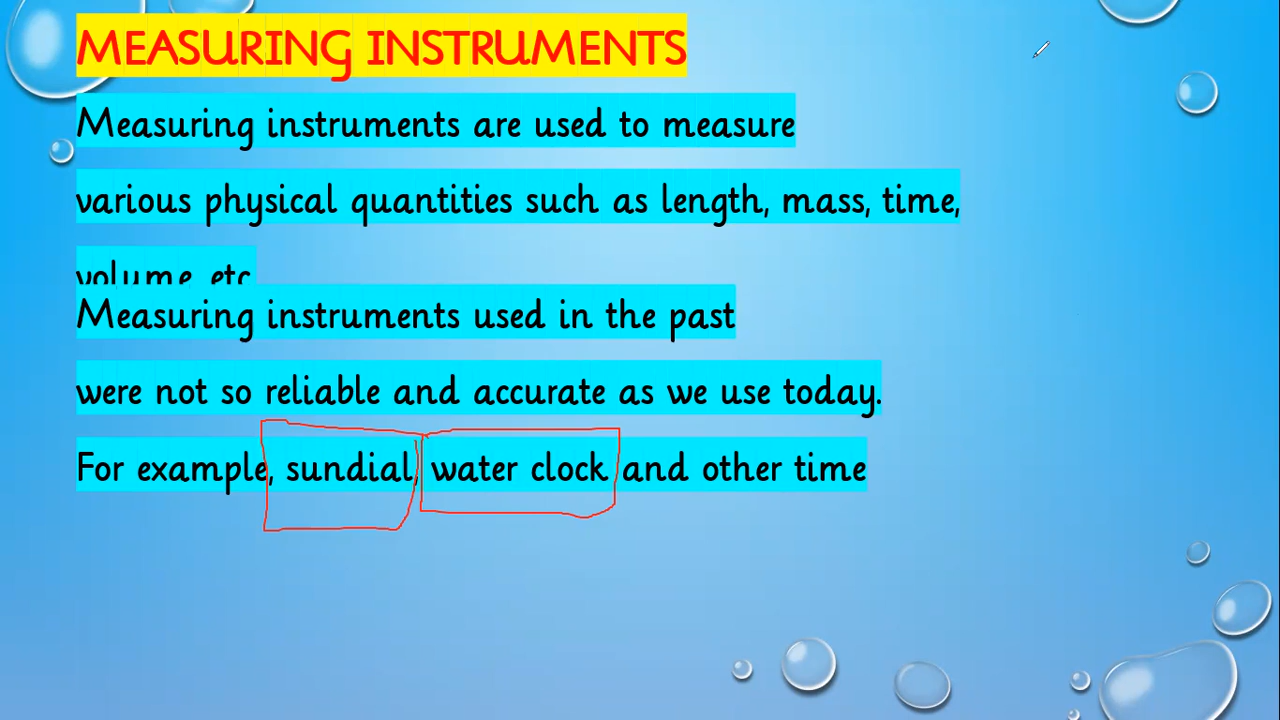 MEASURING INSTRUMENTS
Measuring instruments are used to measure
various physical quantities such as length, mass, time,
volume etc
Measuring instruments used in the past
were not so reliable and accurate as we use today.
For example, sundial, water clock and other time